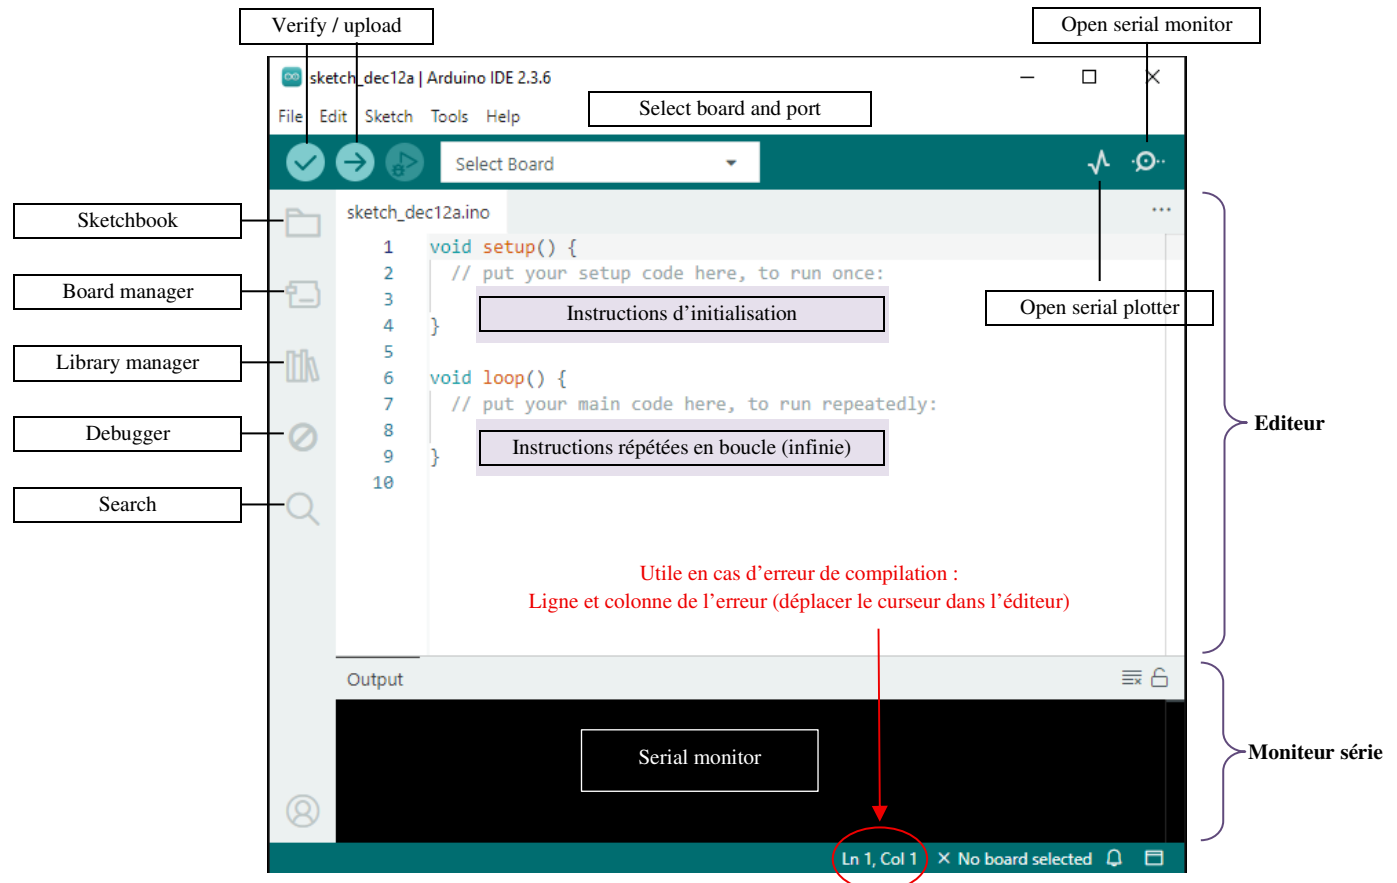 Verify / upload
Open serial monitor
sketch_dec12a | Arduino IDE 2.3.6
Select board and port
File Edit Sketch Tools Help
Select Board
Sketchbook
sketch_dec12a.ino
1 void setup() {
2 // put your setup code here, to run once:
Board manager
3
Instructions d’initialisation
Open serial plotter
4 }
5
Library manager
6 void loop() {
7 // put your main code here, to run repeatedly:
Debugger
8
Instructions répétées en boucle (infinie)
9 }
10
Editeur
Search
Utile en cas d’erreur de compilation :
Ligne et colonne de l’erreur (déplacer le curseur dans l’éditeur)
Output
Serial monitor
Moniteur série
Ln 1, Col 1 × No board selected